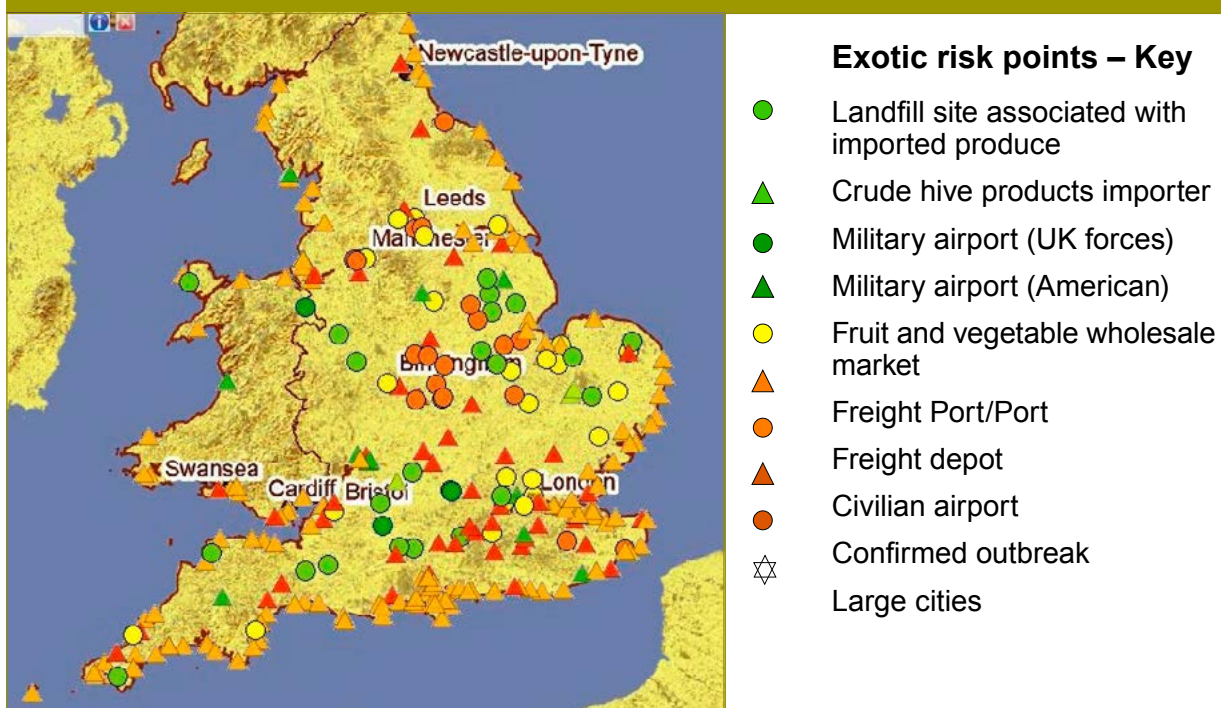 Newcastle-upon-Tyne
Leeds
Manchester
Birmingham
Swansea
Cardiff
Bristol
London
Exotic risk points – Key
Landfill site associated with
imported produce
Crude hive products importer
Military airport (UK forces)
Military airport (American)
Fruit and vegetable wholesale
market
Freight Port/Port
Freight depot
Civilian airport
Confirmed outbreak
Large cities